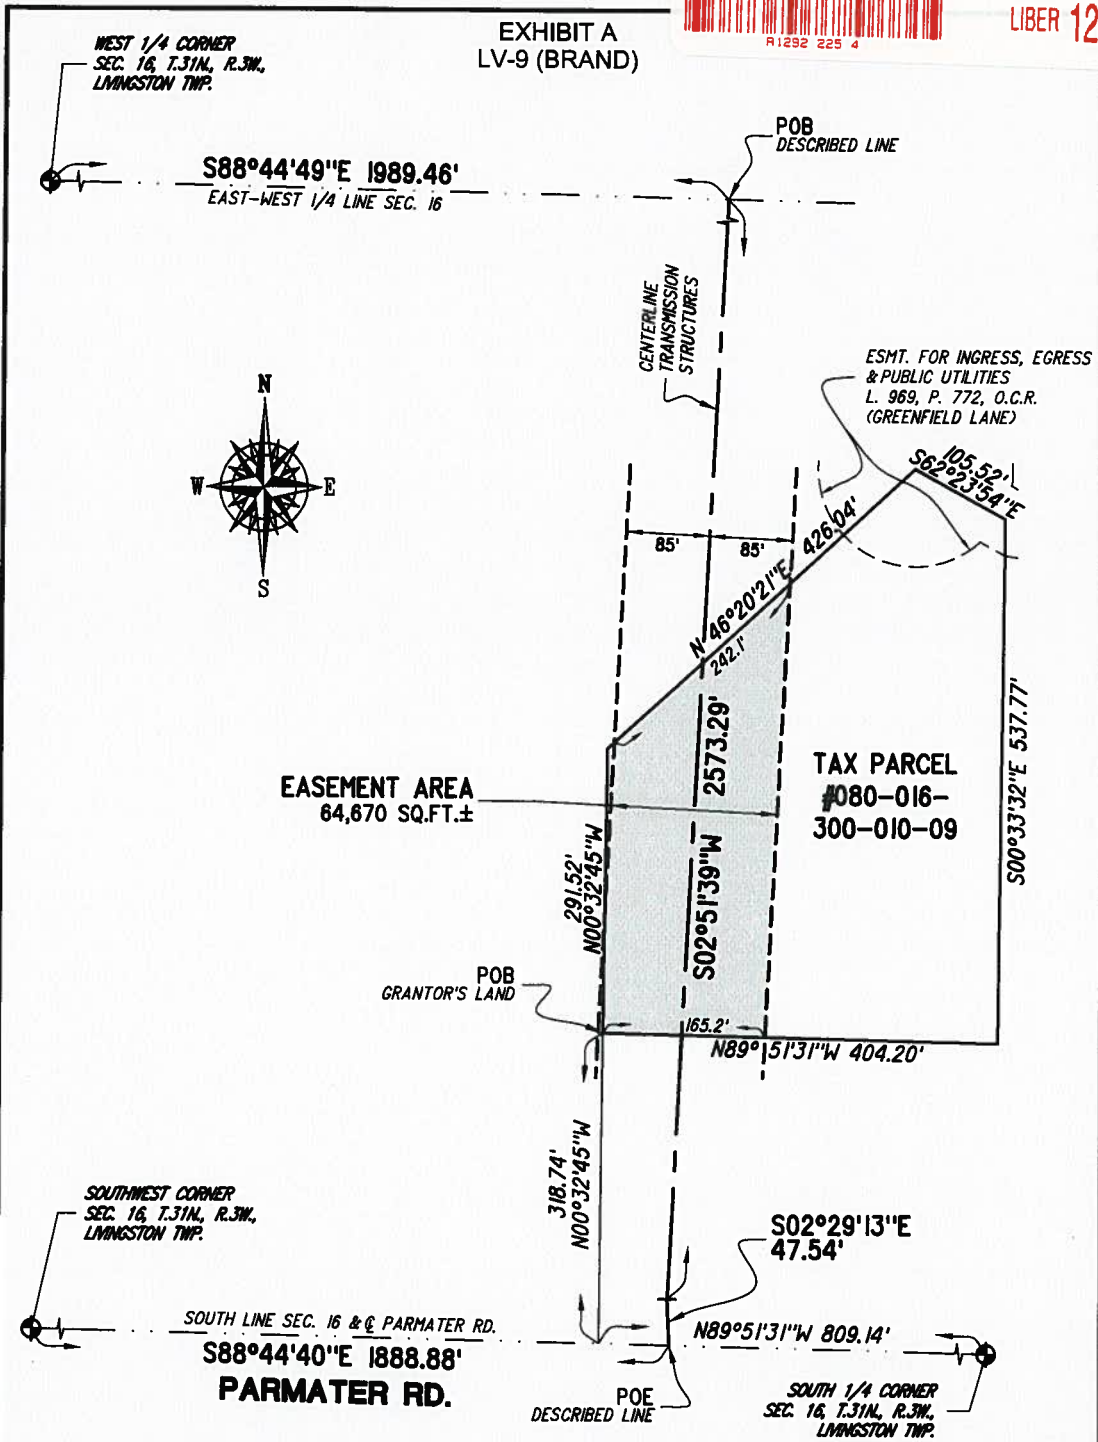 EXHIBIT A
LV-9 (BRAND)
R1292 225 4
LIBER 12
WEST 1/4 CORNER
SEC. 16, T.31N., R.3W.,
LIVINGSTON TWP.
POB
DESCRIBED LINE
S88°44'49"E 1989.46'
EAST-WEST 1/4 LINE SEC. 16
CENTERLINE
TRANSMISSION
STRUCTURES
ESMT. FOR INGRESS, EGRESS
& PUBLIC UTILITIES
L. 969, P. 772, O.C.R.
(GREENFIELD LANE)
N
W
E
S
105.52'
S62°23'54"E
85'
85'
N 46°20'21"E 426.04'
242.1'
2573.29'
S02°51'39"W
EASEMENT AREA
64,670 SQ.FT.±
TAX PARCEL
#080-016-
300-010-09
S00°33'32"E 537.77'
291.52'
N00°32'45"W
POB
GRANTOR'S LAND
165.2'
N89°51'31"W 404.20'
318.74'
N00°32'45"W
SOUTHWEST CORNER
SEC. 16, T.31N., R.3W.,
LIVINGSTON TWP.
S02°29'13"E
47.54'
SOUTH LINE SEC. 16 & ℄ PARMATER RD.
S88°44'40"E 1888.88'
PARMATER RD.
N89°51'31"W 809.14'
POE
DESCRIBED LINE
SOUTH 1/4 CORNER
SEC. 16, T.31N., R.3W.,
LIVINGSTON TWP.